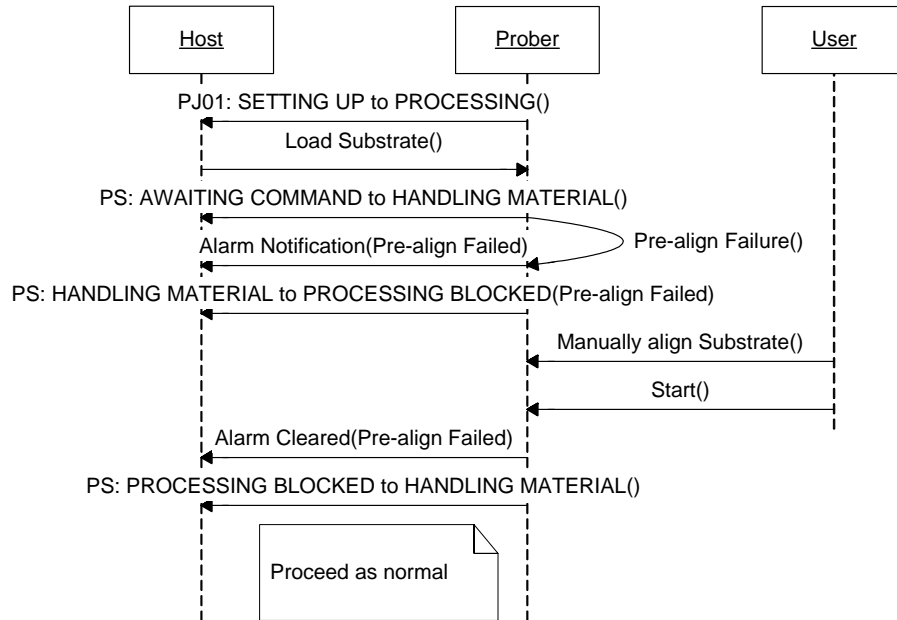 Host
Prober
User
PJ01: SETTING UP to PROCESSING()
Load Substrate()
PS: AWAITING COMMAND to HANDLING MATERIAL()
Pre-align Failure()
Alarm Notification(Pre-align Failed)
PS: HANDLING MATERIAL to PROCESSING BLOCKED(Pre-align Failed)
Manually align Substrate()
Start()
Alarm Cleared(Pre-align Failed)
PS: PROCESSING BLOCKED to HANDLING MATERIAL()
Proceed as normal